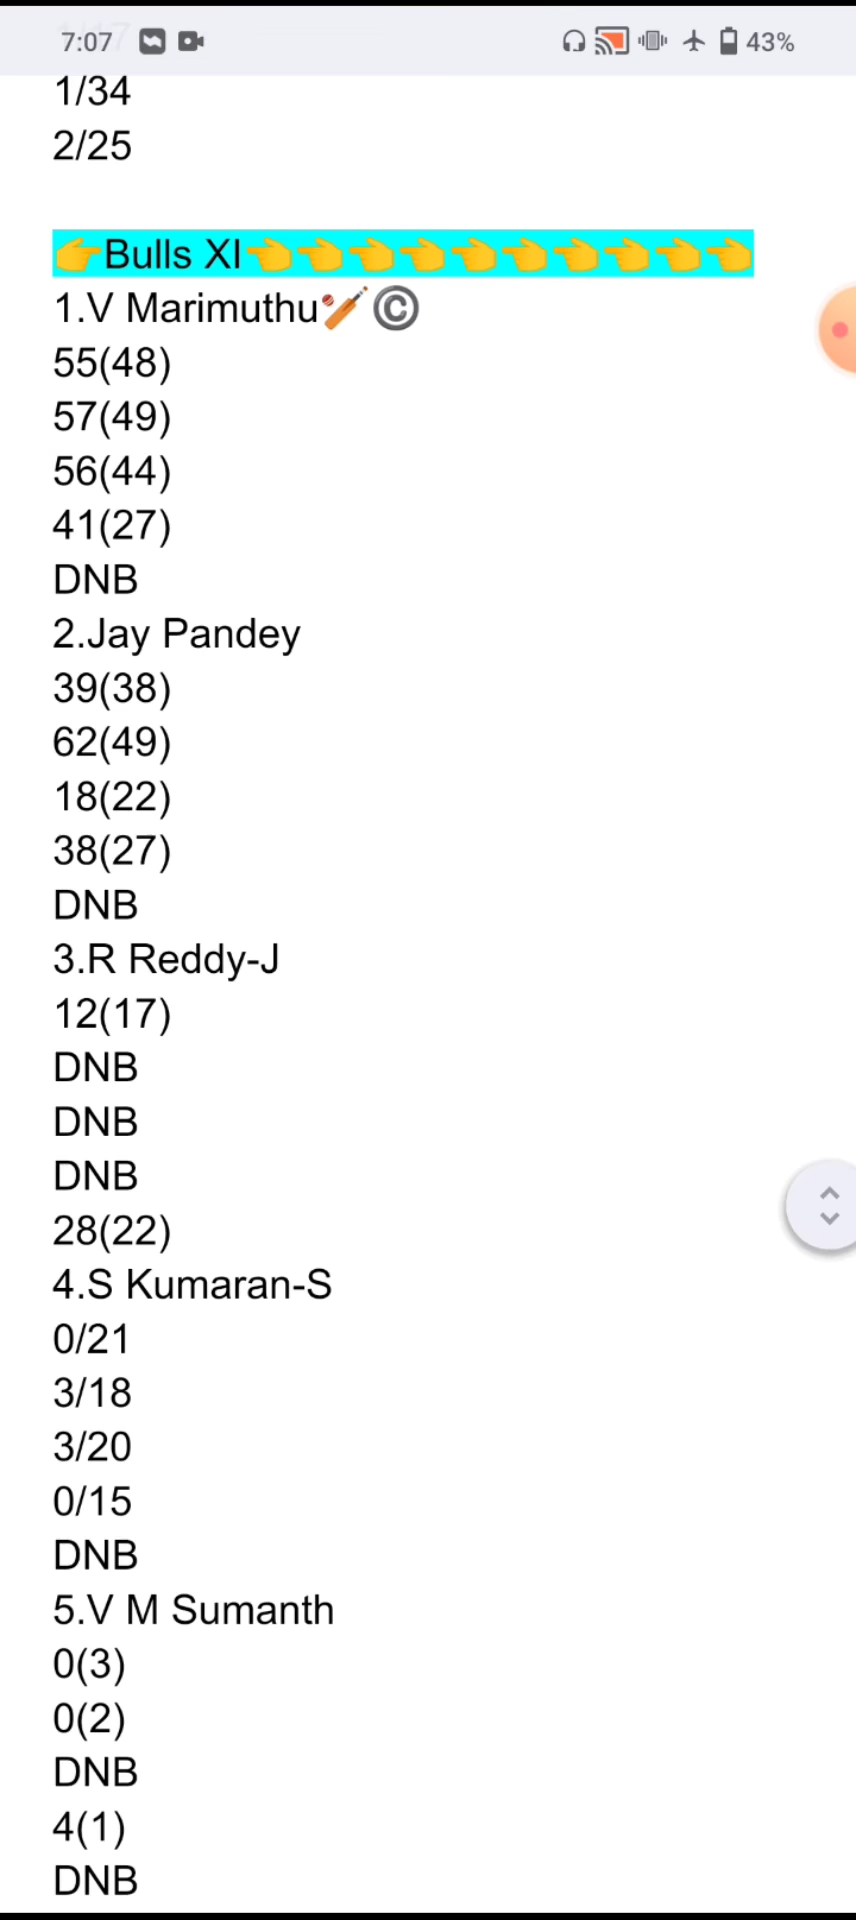 7:07
43%
1/34
2/25
👉Bulls XI👈👈👈👈👈👈👈👈👈👈
1.V Marimuthu🏏©
55(48)
57(49)
56(44)
41(27)
DNB
2.Jay Pandey
39(38)
62(49)
18(22)
38(27)
DNB
3.R Reddy-J
12(17)
DNB
DNB
DNB
28(22)
4.S Kumaran-S
0/21
3/18
3/20
0/15
DNB
5.V M Sumanth
0(3)
0(2)
DNB
4(1)
DNB